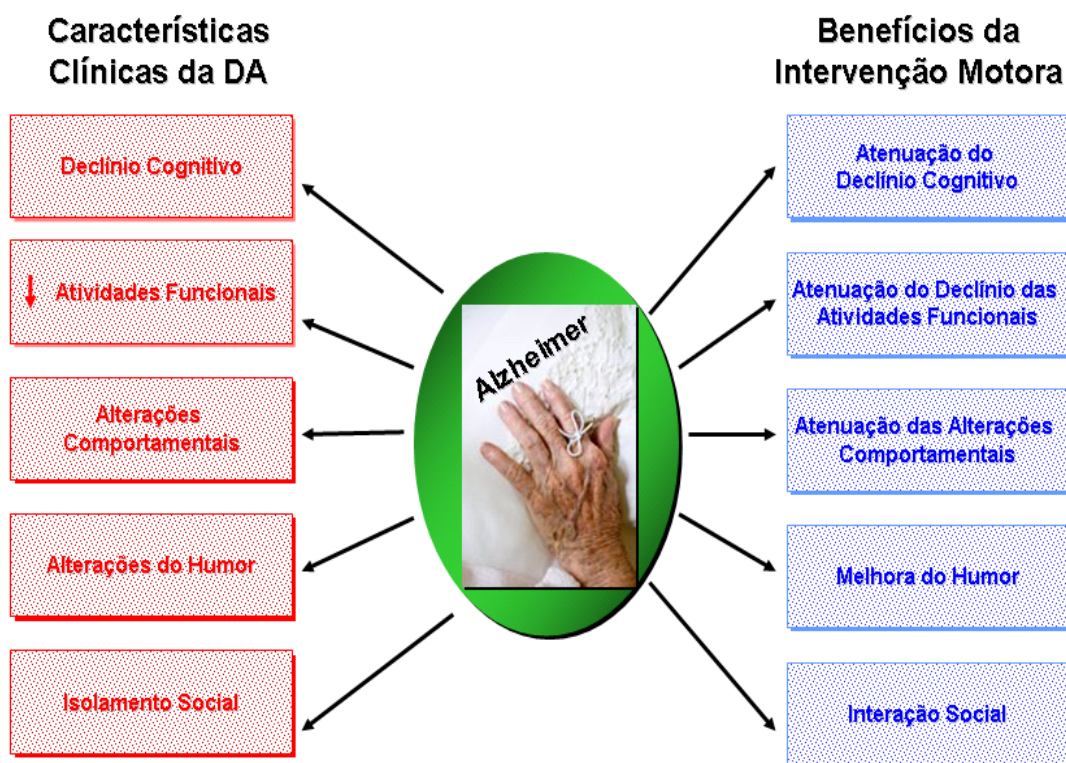 Características
Clínicas da DA
Declínio Cognitivo
↓ Atividades Funcionais
Alterações
Comportamentais
Alterações do Humor
Isolamento Social
Alzheimer
Benefícios da
Intervenção Motora
Atenuação do
Declínio Cognitivo
Atenuação do Declínio das
Atividades Funcionais
Atenuação das Alterações
Comportamentais
Melhora do Humor
Interação Social